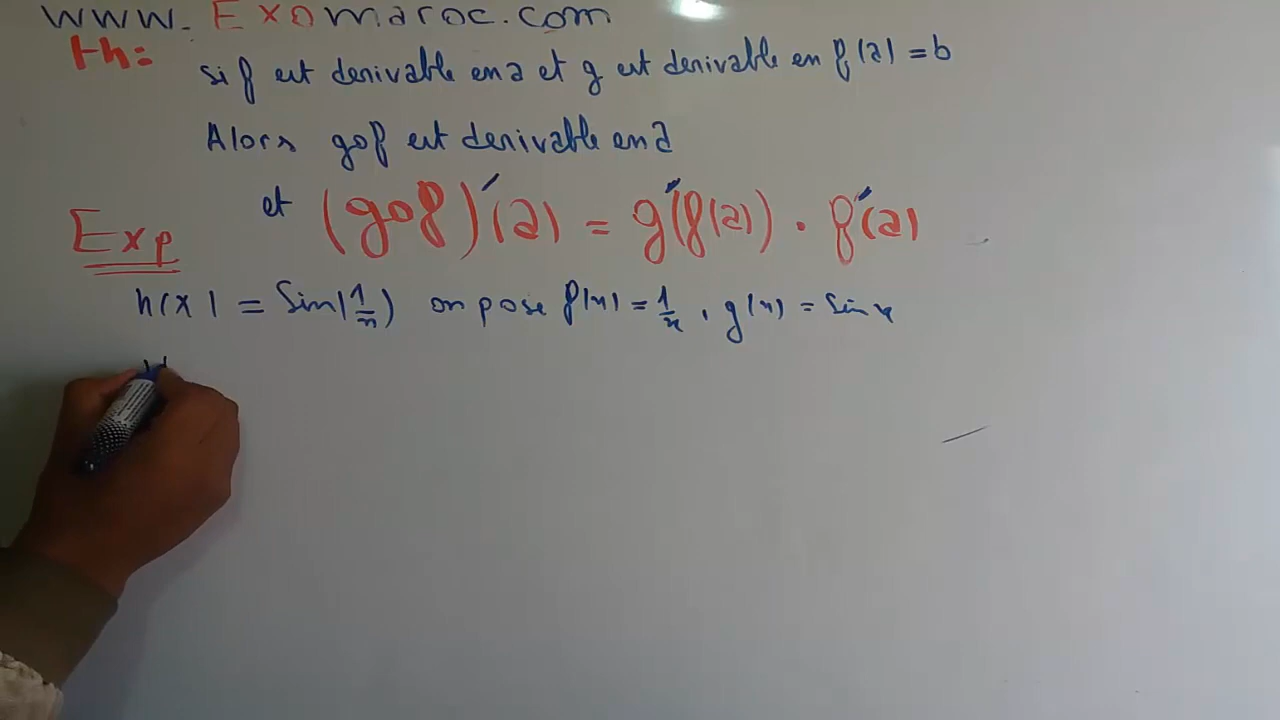 www.Exomaroc.com
th:
si f est derivable en a et g est derivable en f(a) = b
Alors gof est derivable en a
et (gof)'(a) = g'(f(a)) . f'(a)
Exp
h(x) = Sin(1/x) on pose f(x) = 1/x , g(x) = Sin x